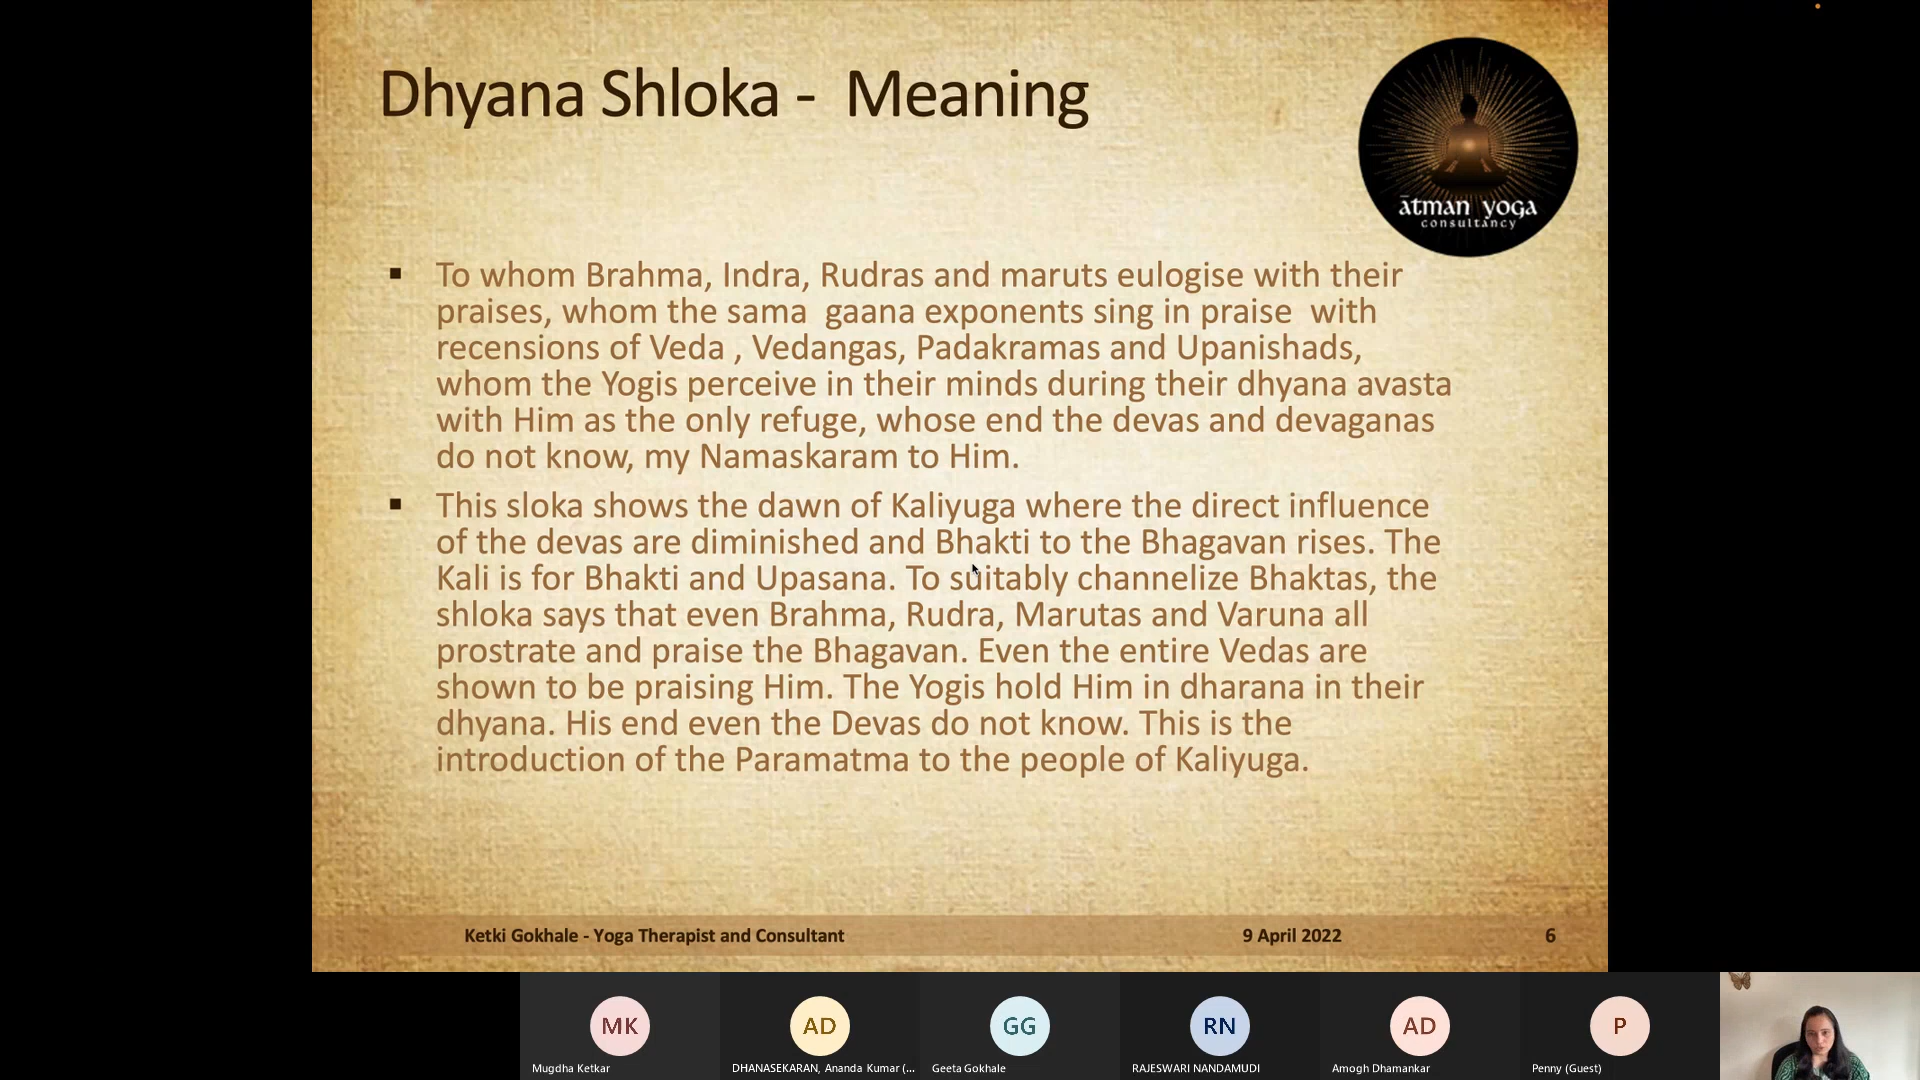 Dhyana Shloka - Meaning
ātman yoga
consultancy
▪ To whom Brahma, Indra, Rudras and maruts eulogise with their
praises, whom the sama gaana exponents sing in praise with
recensions of Veda , Vedangas, Padakramas and Upanishads,
whom the Yogis perceive in their minds during their dhyana avasta
with Him as the only refuge, whose end the devas and devaganas
do not know, my Namaskaram to Him.
▪ This sloka shows the dawn of Kaliyuga where the direct influence
of the devas are diminished and Bhakti to the Bhagavan rises. The
Kali is for Bhakti and Upasana. To suitably channelize Bhaktas, the
shloka says that even Brahma, Rudra, Marutas and Varuna all
prostrate and praise the Bhagavan. Even the entire Vedas are
shown to be praising Him. The Yogis hold Him in dharana in their
dhyana. His end even the Devas do not know. This is the
introduction of the Paramatma to the people of Kaliyuga.
Ketki Gokhale - Yoga Therapist and Consultant 9 April 2022 6
MK AD GG RN AD P
Mugdha Ketkar DHANASEKARAN, Ananda Kumar (... Geeta Gokhale RAJESWARI NANDAMUDI Amogh Dhamankar Penny (Guest)